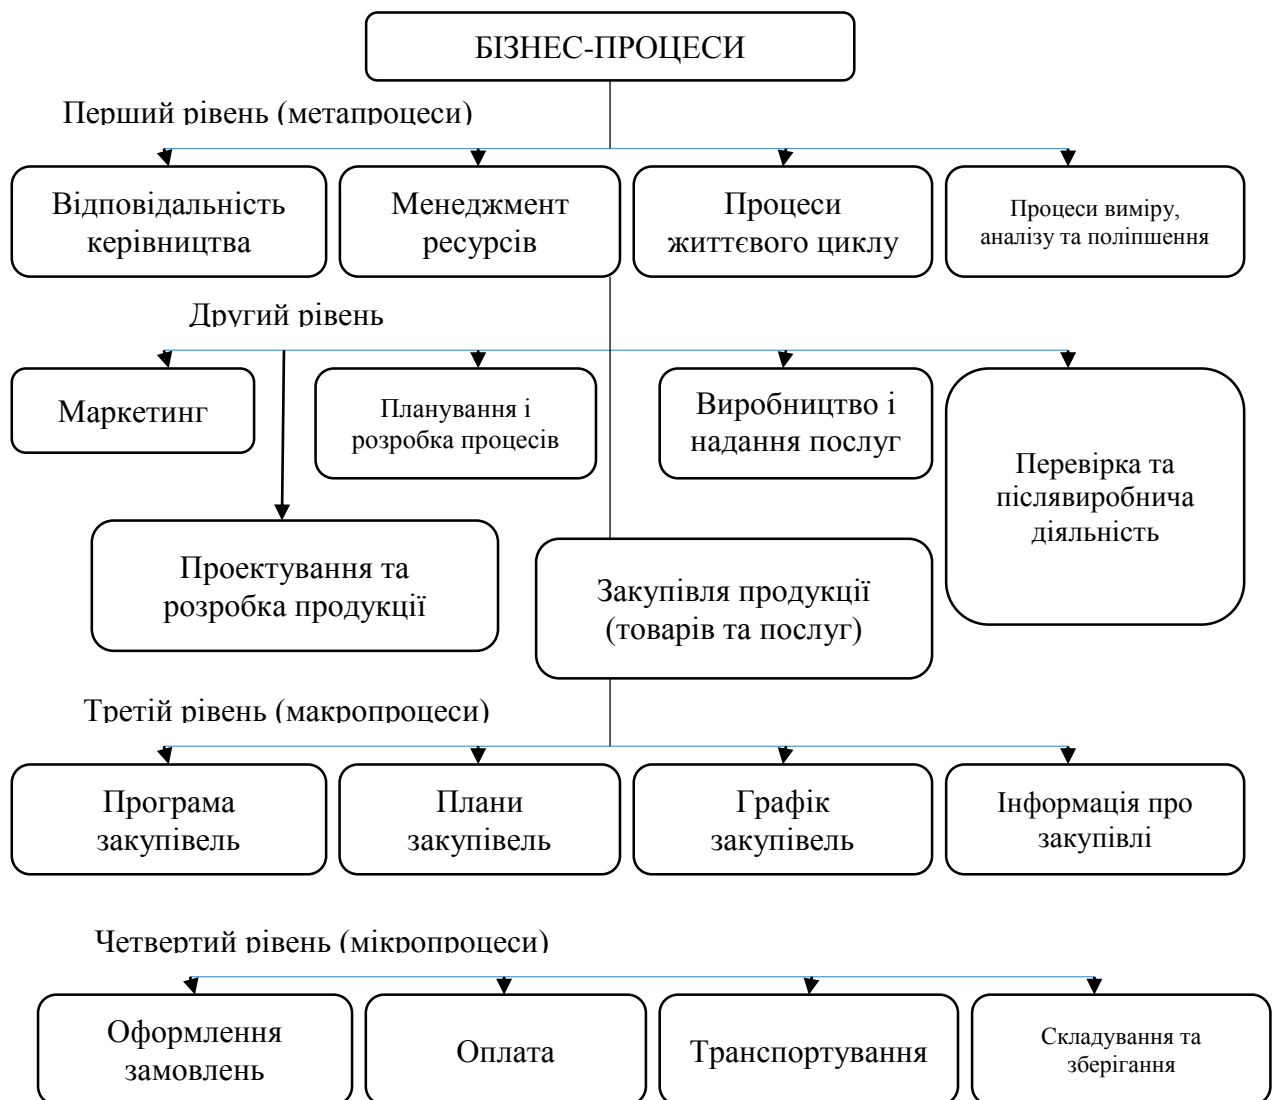 БІЗНЕС-ПРОЦЕСИ
Перший рівень (метапроцеси)
Відповідальність
керівництва
Менеджмент
ресурсів
Процеси
життєвого циклу
Процеси виміру,
аналізу та поліпшення
Другий рівень
Маркетинг
Планування і
розробка процесів
Виробництво і
надання послуг
Перевірка та
післявиробнича
діяльність
Проектування та
розробка продукції
Закупівля продукції
(товарів та послуг)
Третій рівень (макропроцеси)
Програма
закупівель
Плани
закупівель
Графік
закупівель
Інформація про
закупівлі
Четвертий рівень (мікропроцеси)
Оформлення
замовлень
Оплата
Транспортування
Складування та
зберігання